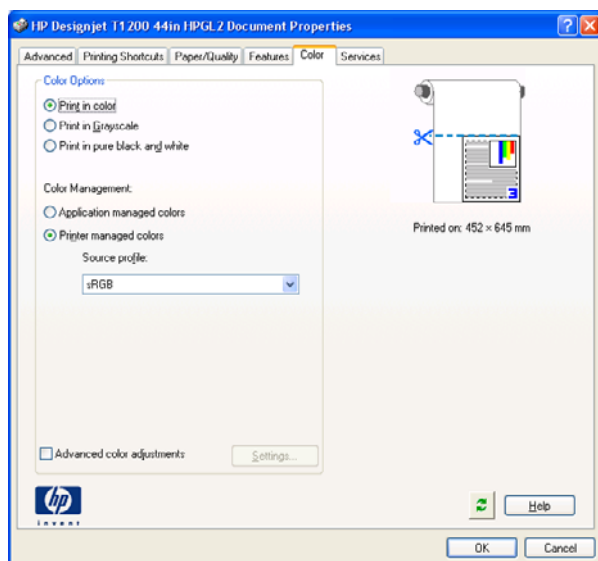 HP Designjet T1200 44in HPGL2 Document Properties
Advanced
Printing Shortcuts
Paper/Quality
Features
Color
Services
Color Options
Print in color
Print in Grayscale
Print in pure black and white
Color Management:
Application managed colors
Printer managed colors
Source profile:
sRGB
Advanced color adjustments
Settings...
3
Printed on: 452 × 645 mm
hp
invent
Help
OK
Cancel